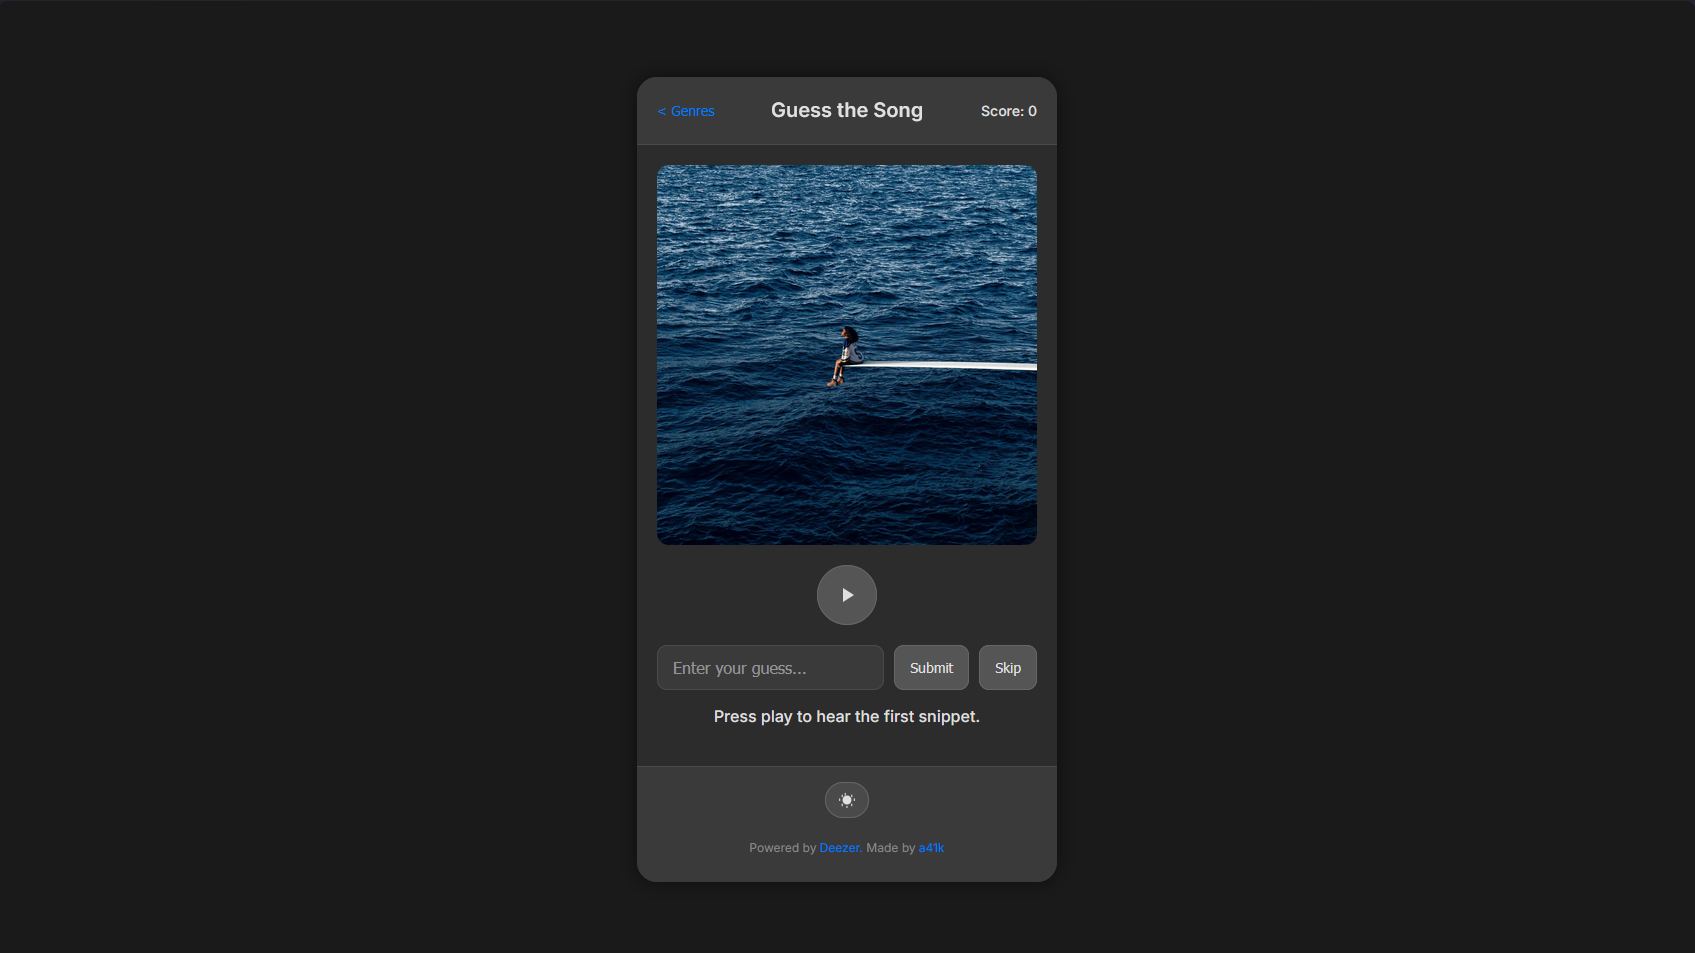 < Genres
Guess the Song
Score: 0
Enter your guess...
Submit
Skip
Press play to hear the first snippet.
Powered by Deezer. Made by a41k